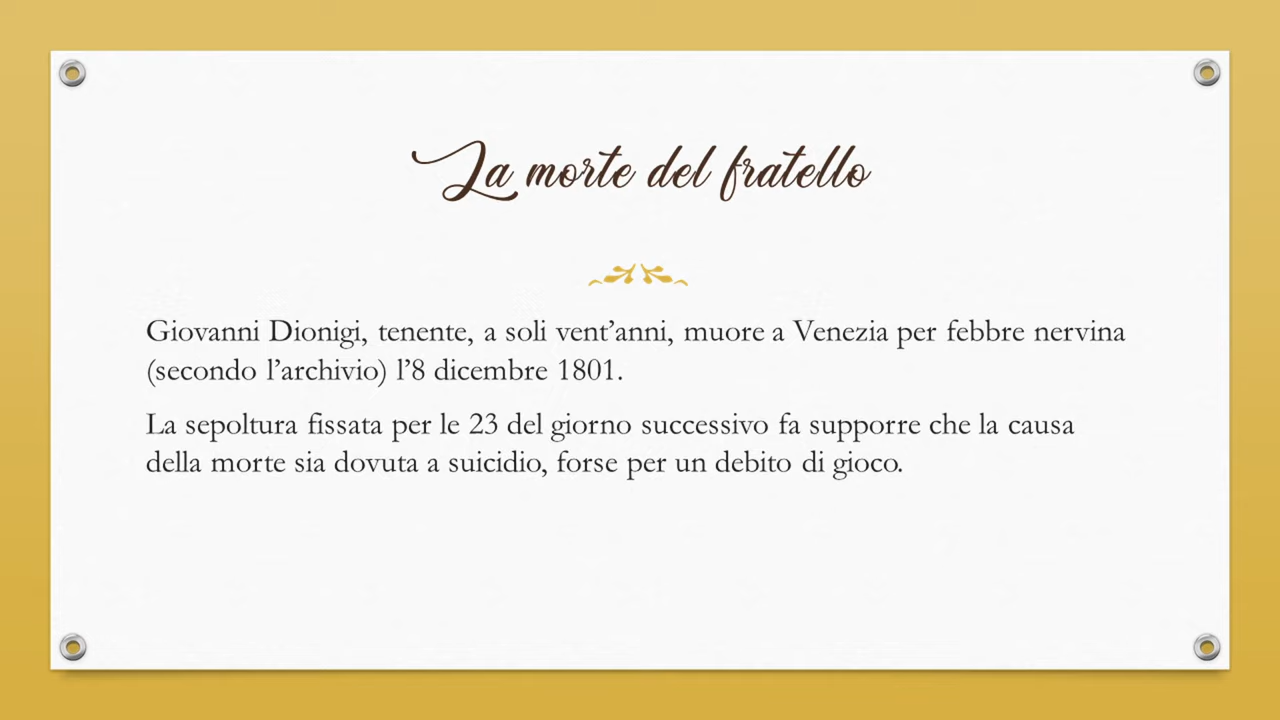 La morte del fratello
Giovanni Dionigi, tenente, a soli vent’anni, muore a Venezia per febbre nervina
(secondo l’archivio) l’8 dicembre 1801.
La sepoltura fissata per le 23 del giorno successivo fa supporre che la causa
della morte sia dovuta a suicidio, forse per un debito di gioco.